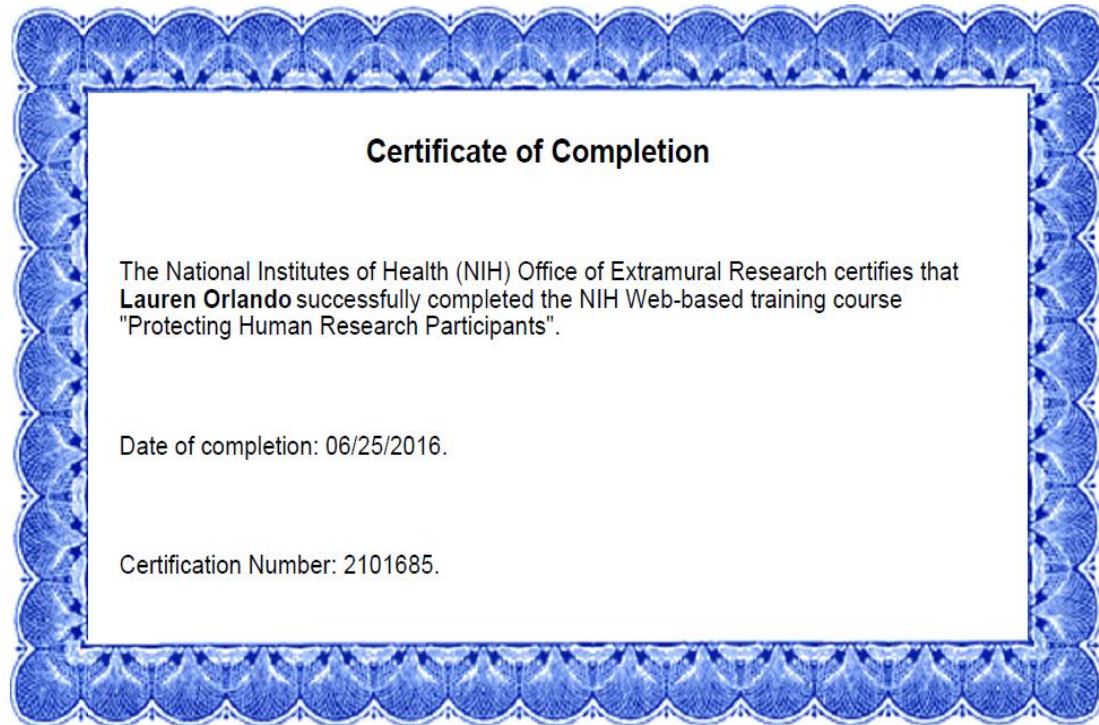 Certificate of Completion
The National Institutes of Health (NIH) Office of Extramural Research certifies that
Lauren Orlando successfully completed the NIH Web-based training course
"Protecting Human Research Participants".
Date of completion: 06/25/2016.
Certification Number: 2101685.